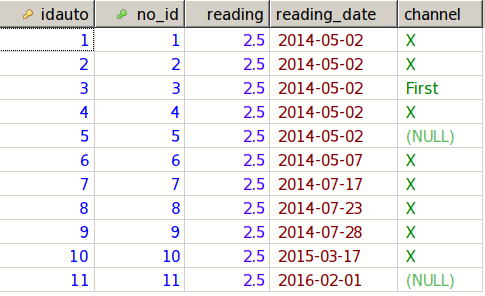 idauto no_id reading reading_date channel
1 1 2.5 2014-05-02 X
2 2 2.5 2014-05-02 X
3 3 2.5 2014-05-02 First
4 4 2.5 2014-05-02 X
5 5 2.5 2014-05-02 (NULL)
6 6 2.5 2014-05-07 X
7 7 2.5 2014-07-17 X
8 8 2.5 2014-07-23 X
9 9 2.5 2014-07-28 X
10 10 2.5 2015-03-17 X
11 11 2.5 2016-02-01 (NULL)